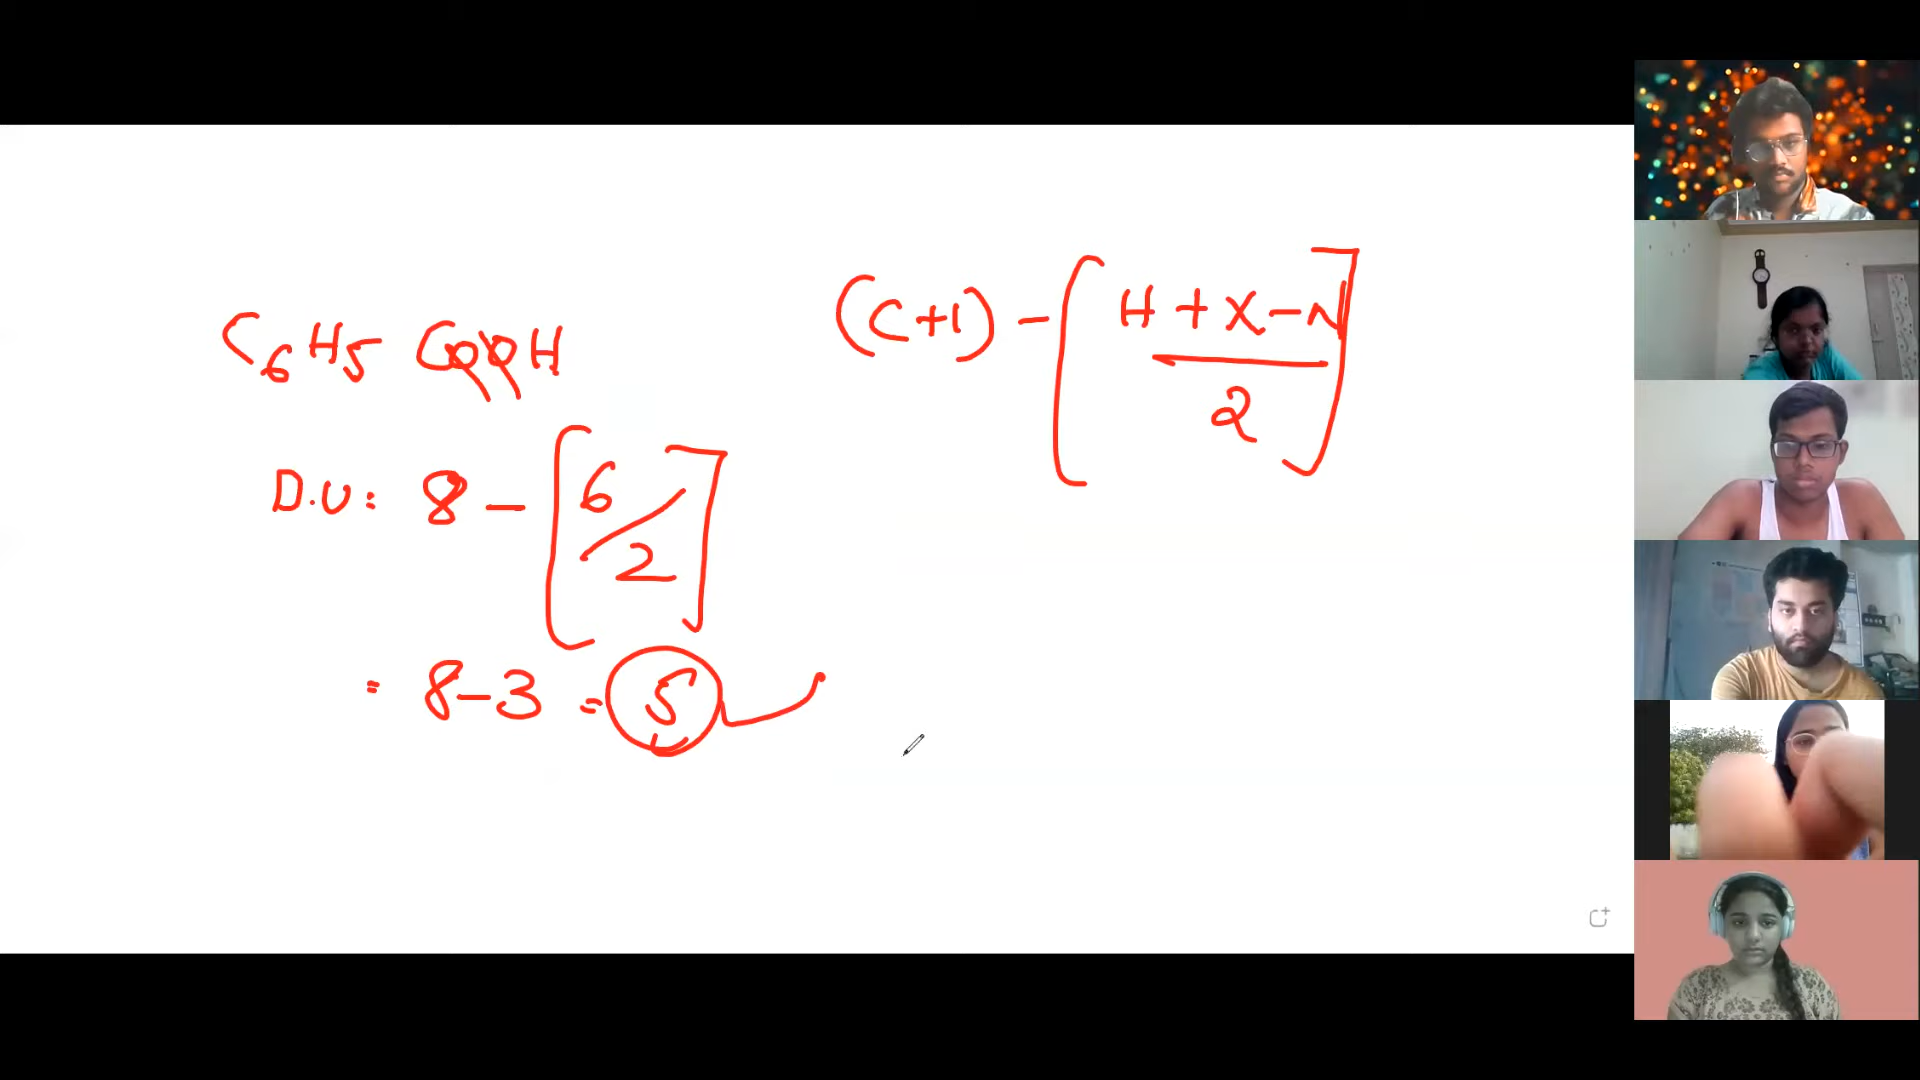 C6H5 COOH
(C+1) - [H + X - N / 2]
D.U: 8 - [6/2]
= 8-3 = 5